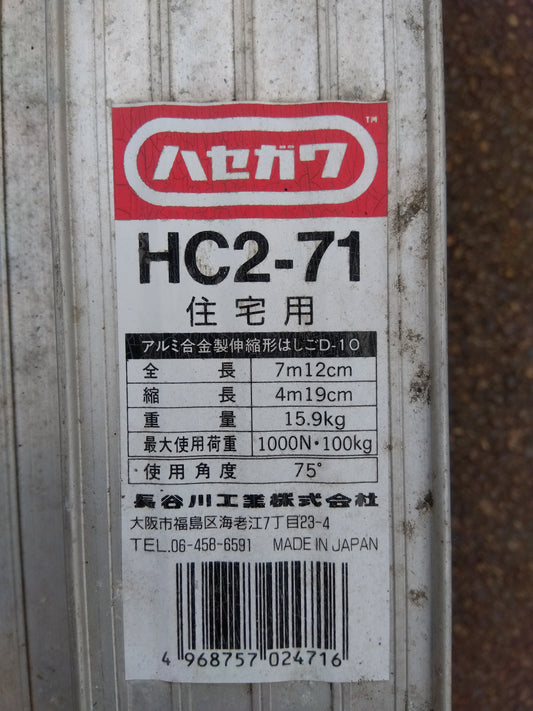 TM
ハセガワ
HC2-71
住宅用
アルミ合金製伸縮形はしごD-10
全長 7m12cm
縮長 4m19cm
重量 15.9kg
最大使用荷重 1000N・100kg
使用角度 75°
長谷川工業株式会社
大阪市福島区海老江7丁目23-4
TEL.06-458-6591 MADE IN JAPAN
4 968757 024716